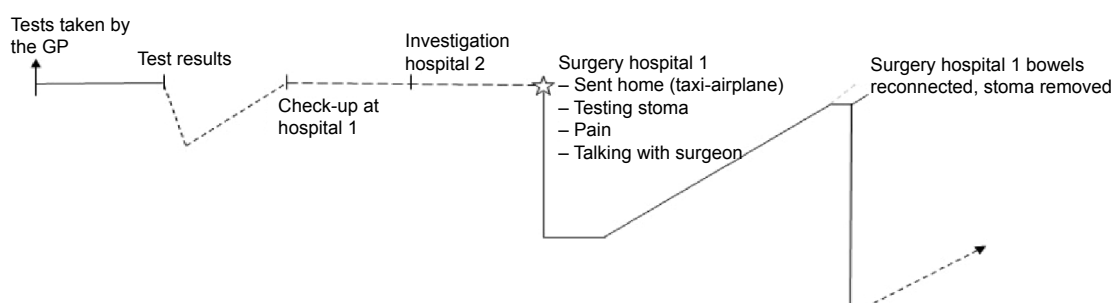 Tests taken by
the GP
Test results
Check-up at
hospital 1
Investigation
hospital 2
Surgery hospital 1
– Sent home (taxi-airplane)
– Testing stoma
– Pain
– Talking with surgeon
Surgery hospital 1 bowels
reconnected, stoma removed